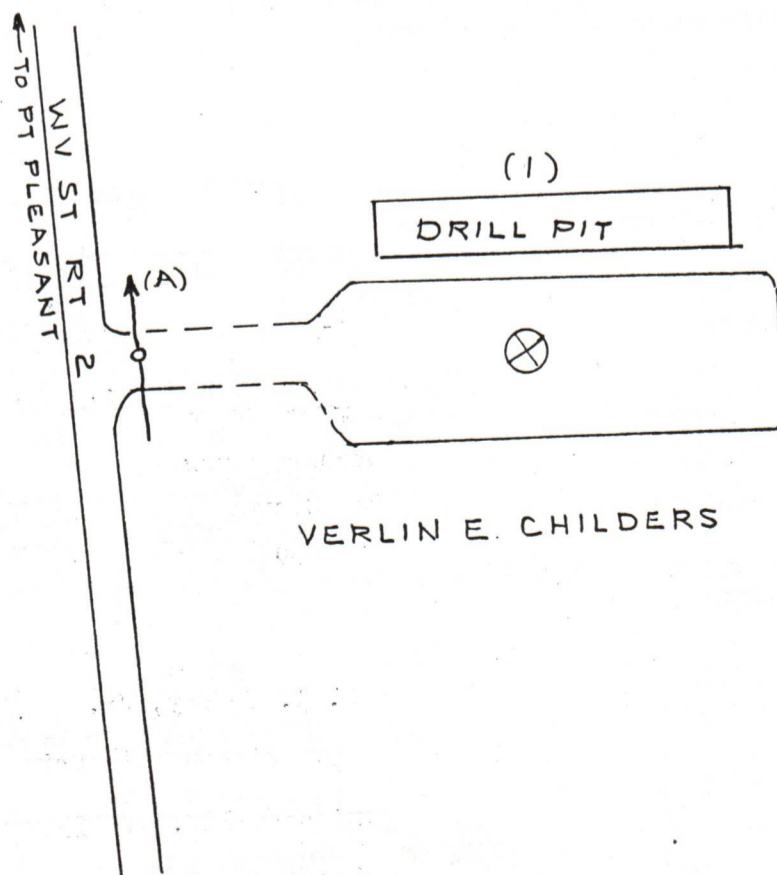 ← TO PT PLEASANT
WV ST RT 2
(A)
(1)
DRILL PIT
VERLIN E. CHILDERS